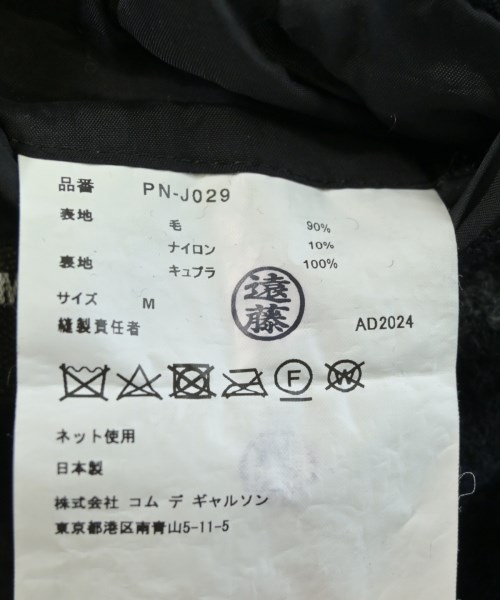 品番 PN-J029
表地 毛 90%
ナイロン 10%
裏地 キュプラ 100%
サイズ M
縫製責任者 遠藤 AD2024
F W
ネット使用
日本製
株式会社 コム デ ギャルソン
東京都港区南青山5-11-5